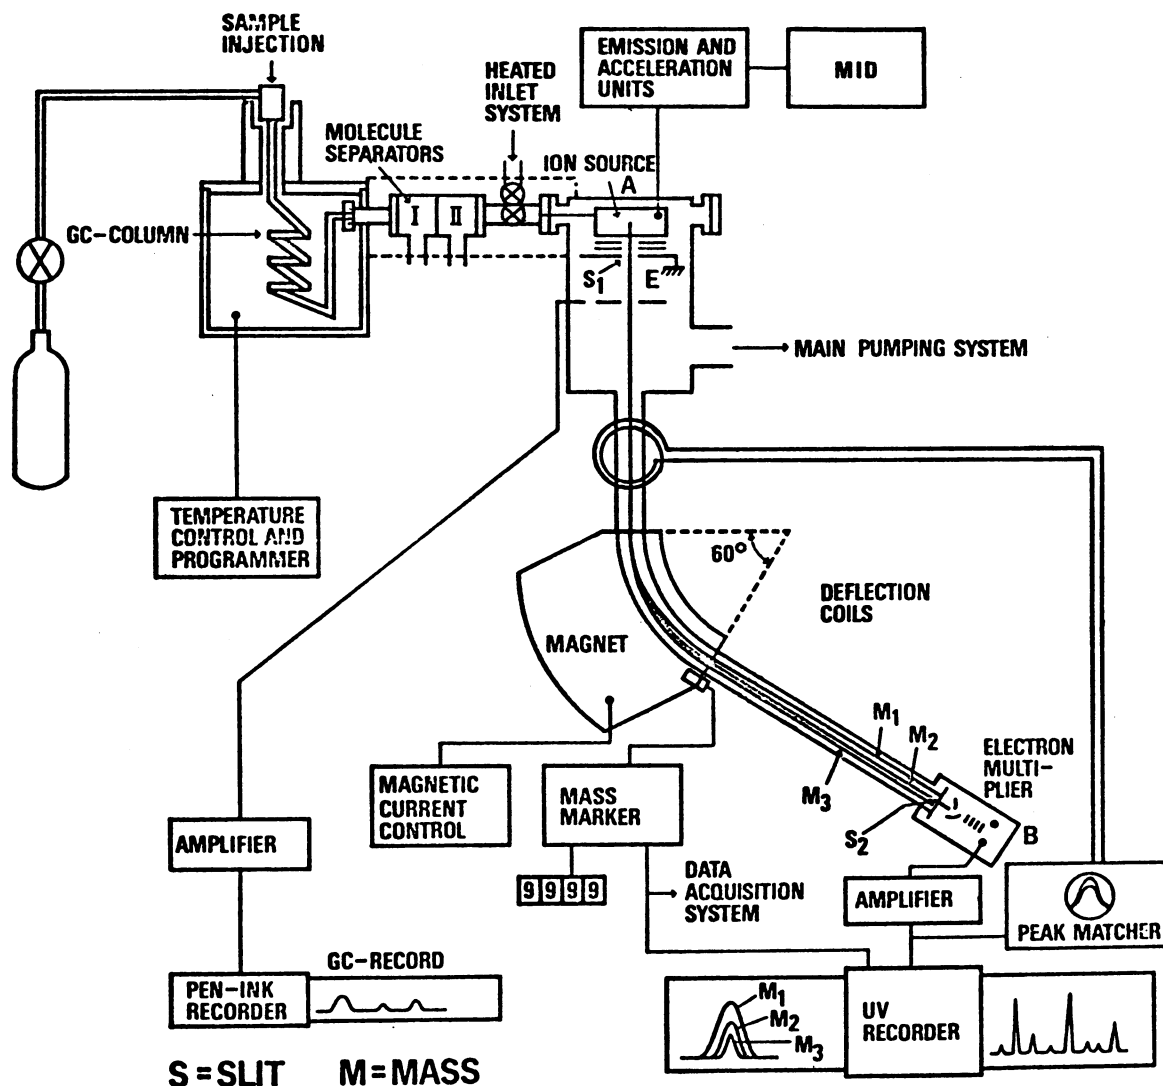 SAMPLE
INJECTION
EMISSION AND
ACCELERATION
UNITS
MID
HEATED
INLET
SYSTEM
MOLECULE
SEPARATORS
ION SOURCE
A
I
II
GC-COLUMN
S1
E
MAIN PUMPING SYSTEM
TEMPERATURE
CONTROL AND
PROGRAMMER
60°
DEFLECTION
COILS
MAGNET
M1
M2
ELECTRON
MULTI-
PLIER
M3
MAGNETIC
CURRENT
CONTROL
MASS
MARKER
S2
B
AMPLIFIER
9999
DATA
ACQUISITION
SYSTEM
AMPLIFIER
PEAK MATCHER
GC-RECORD
PEN-INK
RECORDER
M1
M2
M3
UV
RECORDER
S=SLIT M=MASS